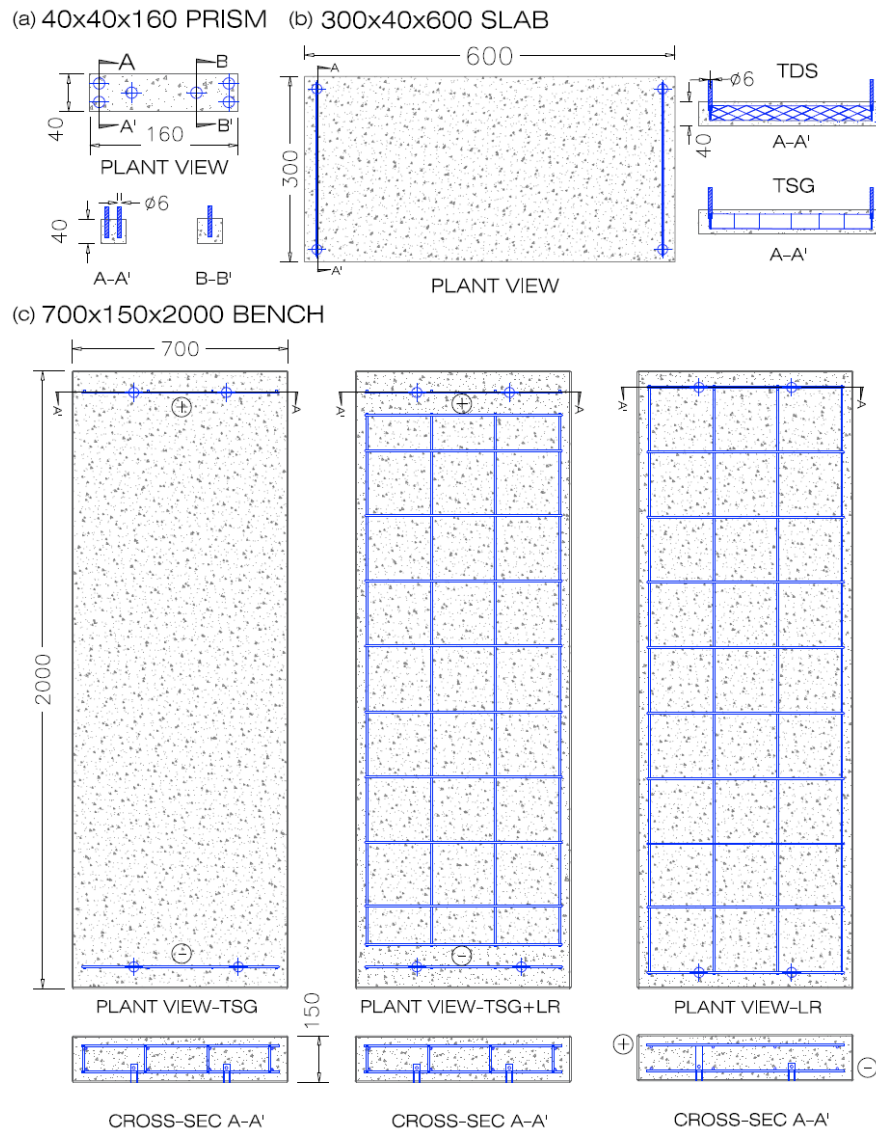 (a) 40x40x160 PRISM
A
B
40
A'
B'
160
PLANT VIEW
Ø6
40
A-A'
B-B'
(b) 300x40x600 SLAB
600
A
300
A'
PLANT VIEW
TDS
Ø6
40
A-A'
TSG
A-A'
(c) 700x150x2000 BENCH
700
2000
A'
A
+
-
PLANT VIEW-TSG
A'
A
+
-
PLANT VIEW-TSG+LR
A'
A
PLANT VIEW-LR
150
CROSS-SEC A-A'
CROSS-SEC A-A'
+
-
CROSS-SEC A-A'